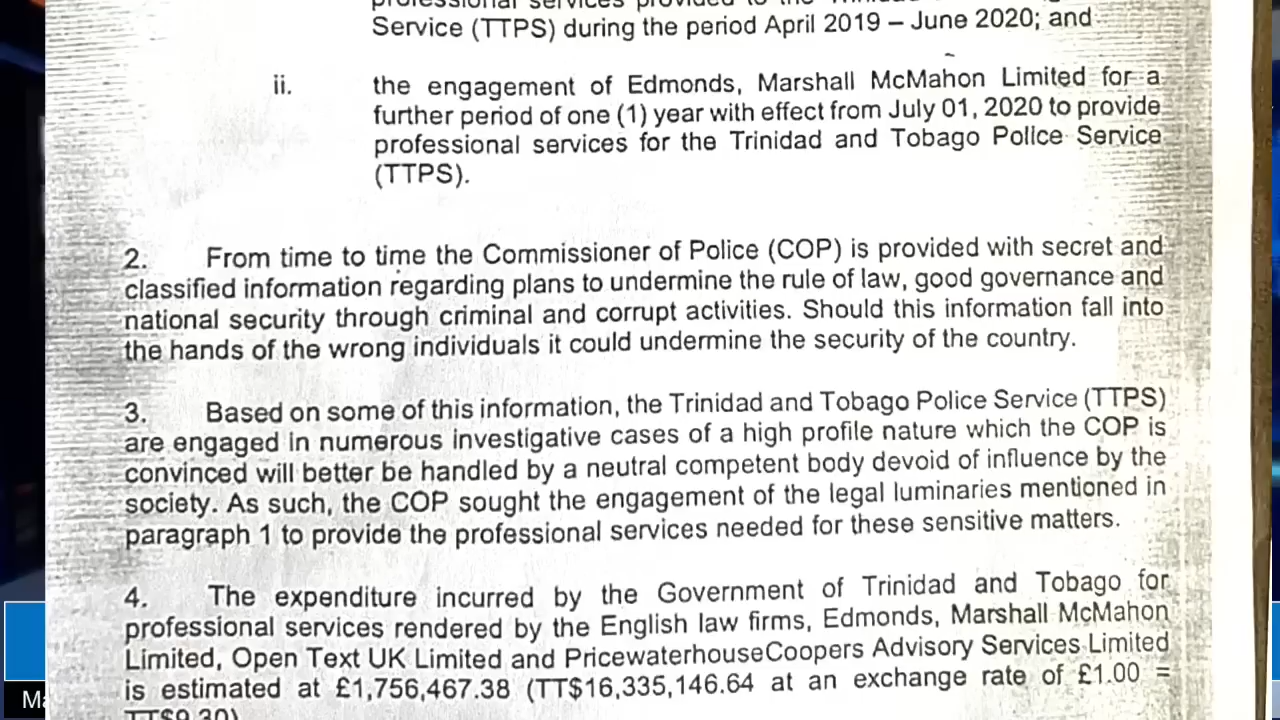 professional services provided to the Trinidad
Service (TTPS) during the period April 2019 – June 2020; and
ii. the engagement of Edmonds, Marshall McMahon Limited for a
further period of one (1) year with effect from July 01, 2020 to provide
professional services for the Trinidad and Tobago Police Service
(TTPS).
2. From time to time the Commissioner of Police (COP) is provided with secret and
classified information regarding plans to undermine the rule of law, good governance and
national security through criminal and corrupt activities. Should this information fall into
the hands of the wrong individuals it could undermine the security of the country.
3. Based on some of this information, the Trinidad and Tobago Police Service (TTPS)
are engaged in numerous investigative cases of a high profile nature which the COP is
convinced will better be handled by a neutral competent body devoid of influence by the
society. As such, the COP sought the engagement of the legal luminaries mentioned in
paragraph 1 to provide the professional services needed for these sensitive matters.
4. The expenditure incurred by the Government of Trinidad and Tobago for
professional services rendered by the English law firms, Edmonds, Marshall McMahon
Limited, Open Text UK Limited and PricewaterhouseCoopers Advisory Services Limited
is estimated at £1,756,467.38 (TT$16,335,146.64 at an exchange rate of £1.00 =
TT$9.30)